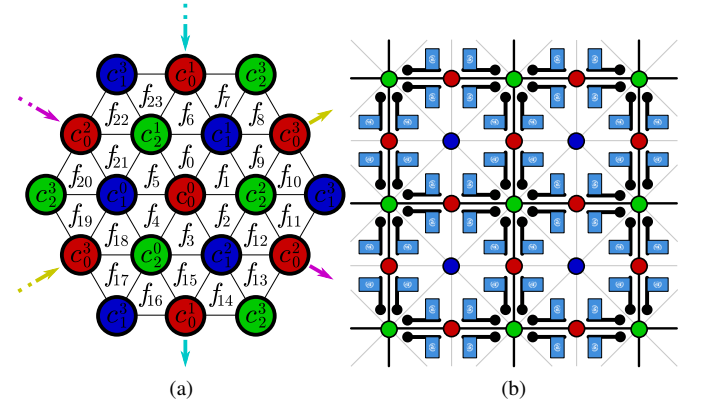 c_1^3 c_0^1 c_2^3
f_23 f_7
f_22 f_6 f_8
c_0^2 c_2^1 c_1^1 c_0^3
f_21 f_0 f_9
f_20 f_5 f_1 f_10
c_2^3 c_1^0 c_0^0 c_2^2 c_1^3
f_19 f_4 f_2 f_11
f_18 f_3 f_12
c_0^3 c_2^0 c_1^2 c_0^2
f_17 f_15 f_13
f_16 f_14
c_1^3 c_0^1 c_2^3
(a) (b)